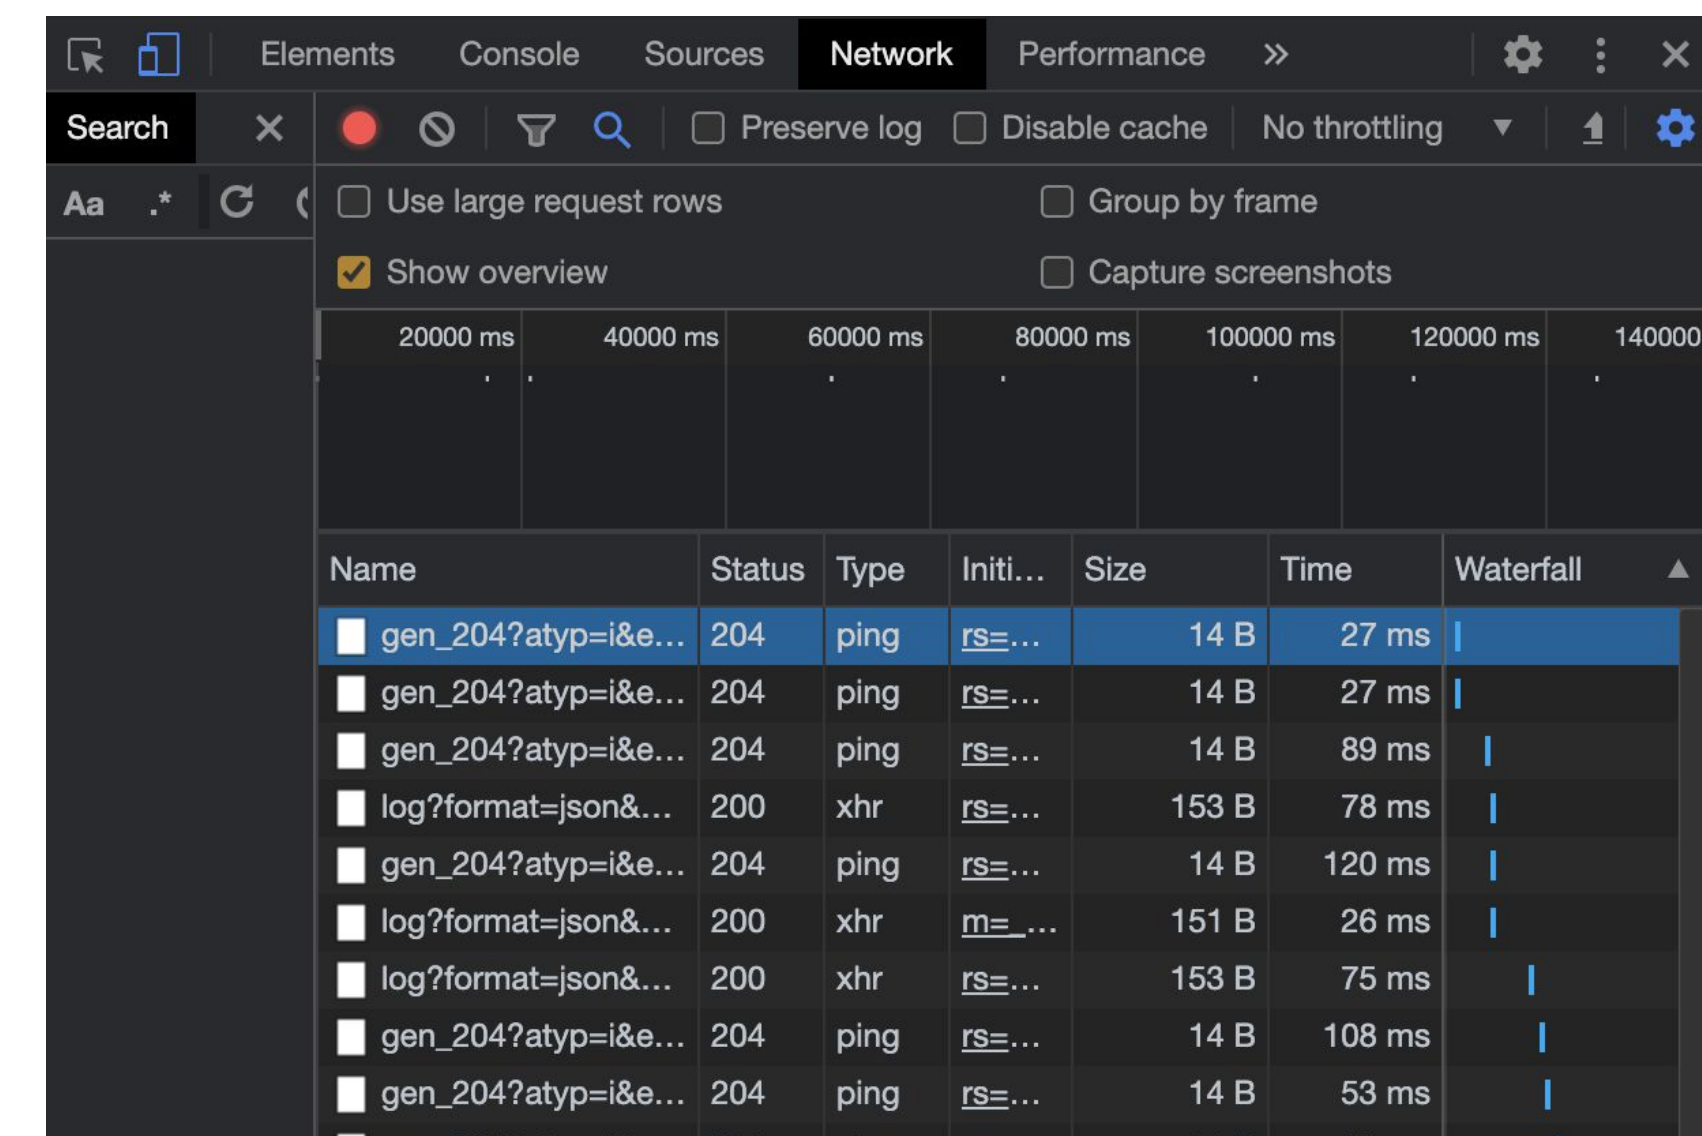 Elements Console Sources Network Performance »
Search Preserve log Disable cache No throttling
Aa .* Use large request rows Group by frame
Show overview Capture screenshots
20000 ms 40000 ms 60000 ms 80000 ms 100000 ms 120000 ms 140000
Name Status Type Initi... Size Time Waterfall
gen_204?atyp=i&e... 204 ping rs=... 14 B 27 ms
gen_204?atyp=i&e... 204 ping rs=... 14 B 27 ms
gen_204?atyp=i&e... 204 ping rs=... 14 B 89 ms
log?format=json&... 200 xhr rs=... 153 B 78 ms
gen_204?atyp=i&e... 204 ping rs=... 14 B 120 ms
log?format=json&... 200 xhr m=_... 151 B 26 ms
log?format=json&... 200 xhr rs=... 153 B 75 ms
gen_204?atyp=i&e... 204 ping rs=... 14 B 108 ms
gen_204?atyp=i&e... 204 ping rs=... 14 B 53 ms